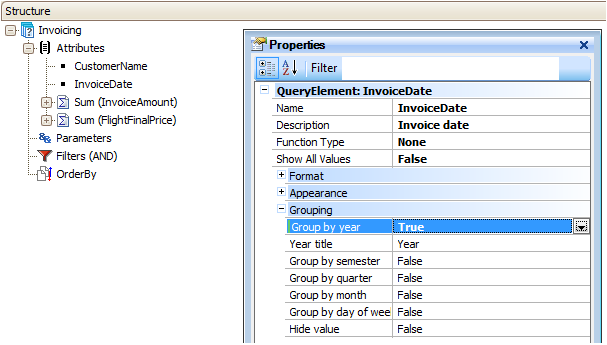 Structure
Invoicing
Attributes
CustomerName
InvoiceDate
Sum (InvoiceAmount)
Sum (FlightFinalPrice)
Parameters
Filters (AND)
OrderBy
Properties
Filter
QueryElement: InvoiceDate
Name InvoiceDate
Description Invoice date
Function Type None
Show All Values False
Format
Appearance
Grouping
Group by year True
Year title Year
Group by semester False
Group by quarter False
Group by month False
Group by day of wee False
Hide value False